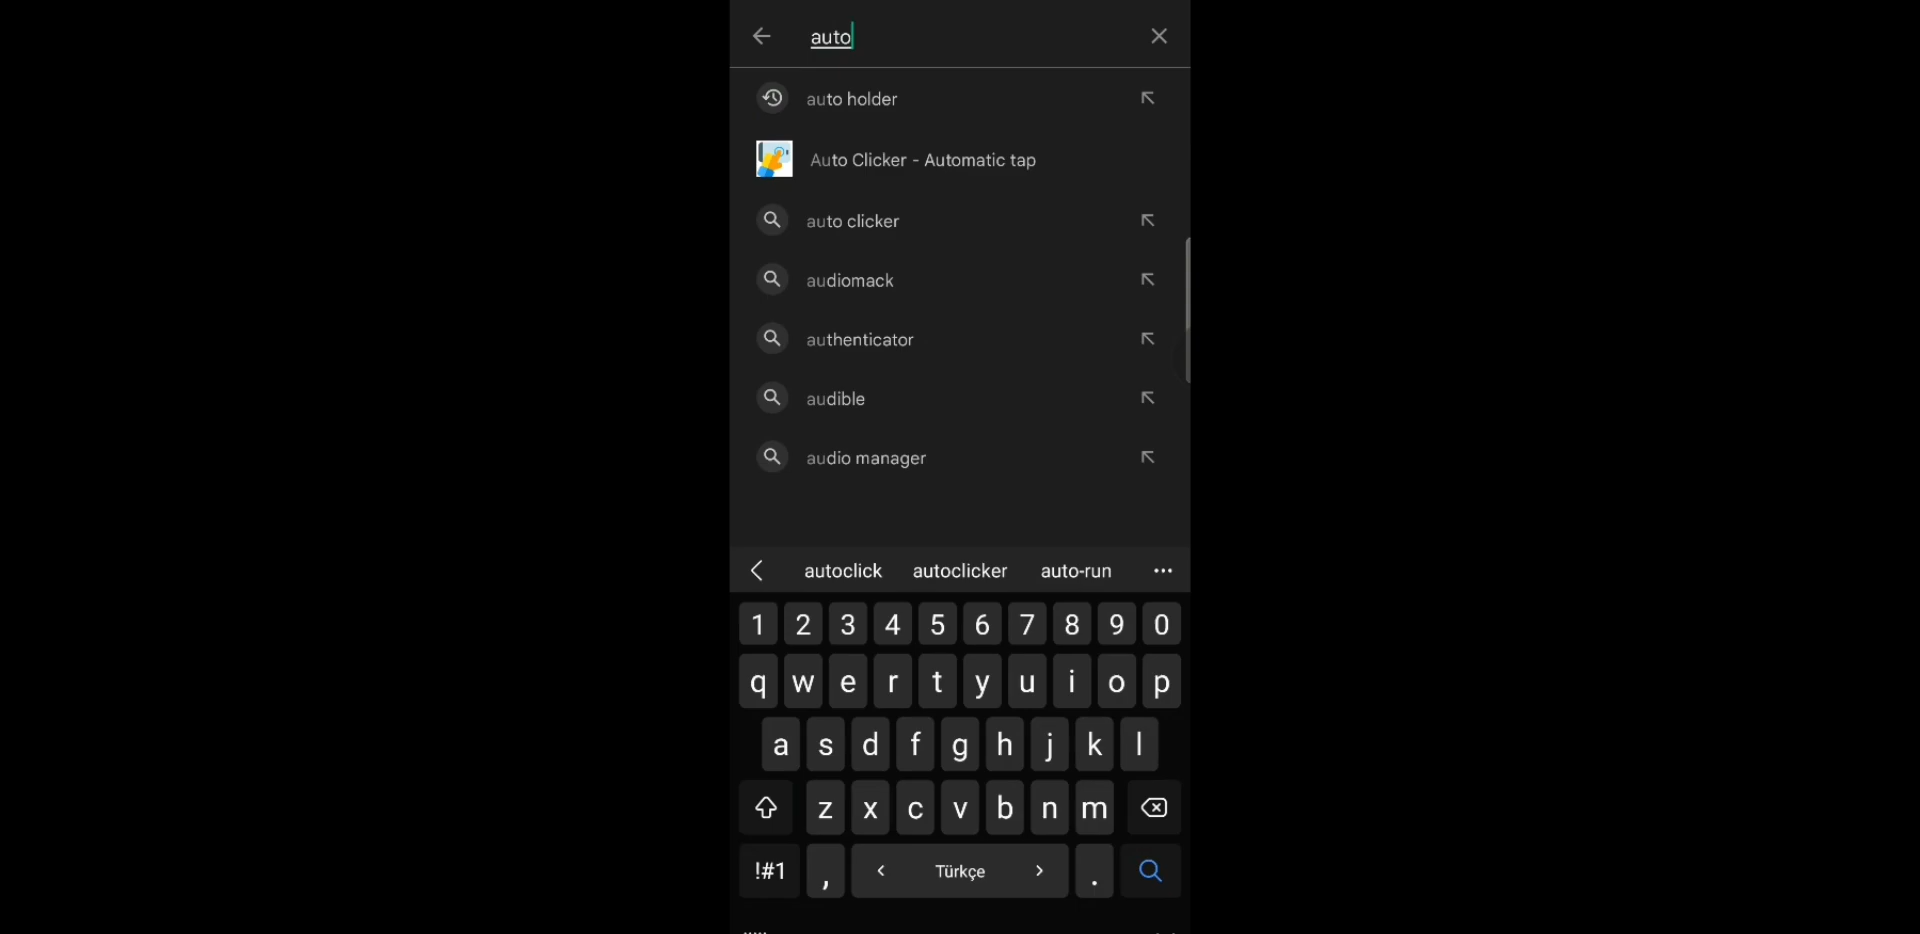 auto
auto holder
Auto Clicker - Automatic tap
auto clicker
audiomack
authenticator
audible
audio manager
autoclick autoclicker auto-run
1 2 3 4 5 6 7 8 9 0
q w e r t y u i o p
a s d f g h j k l
z x c v b n m
!#1 , < Türkçe > .